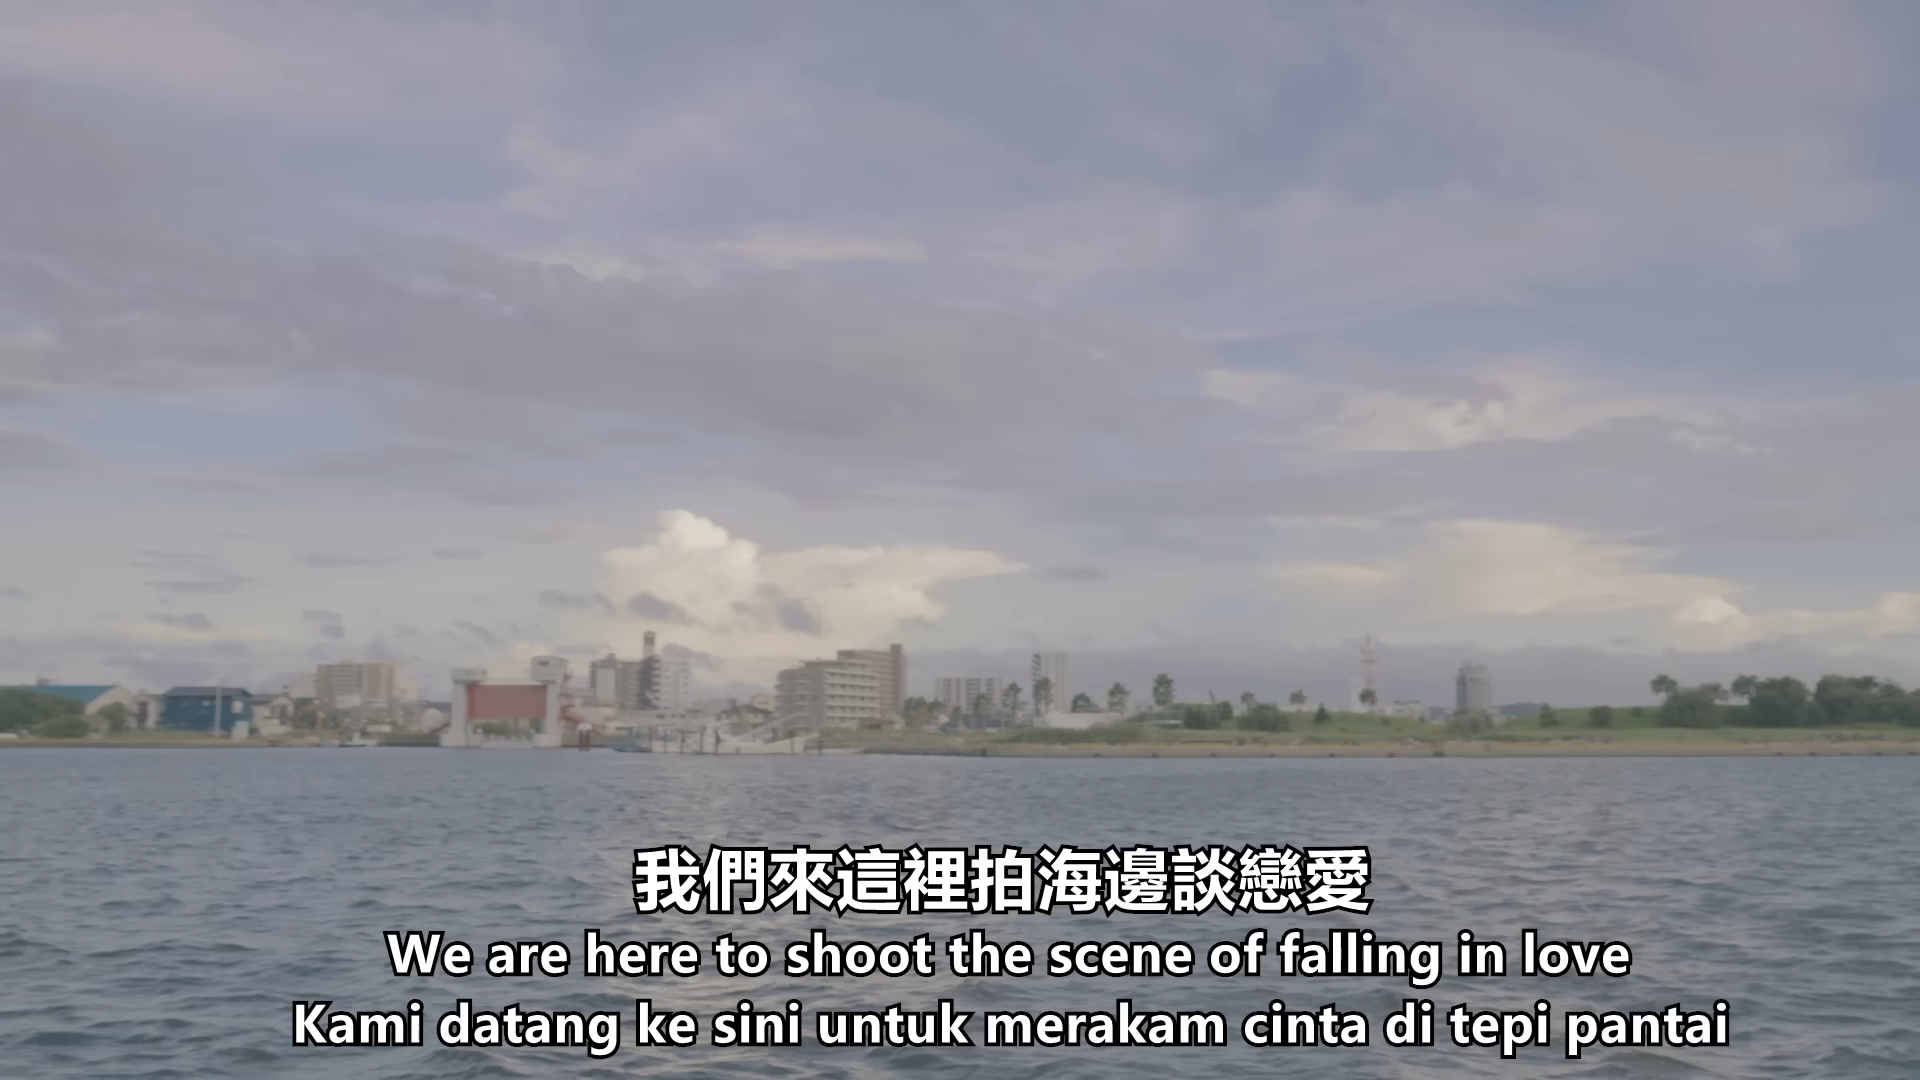 我們來這裡拍海邊談戀愛
We are here to shoot the scene of falling in love
Kami datang ke sini untuk merakam cinta di tepi pantai